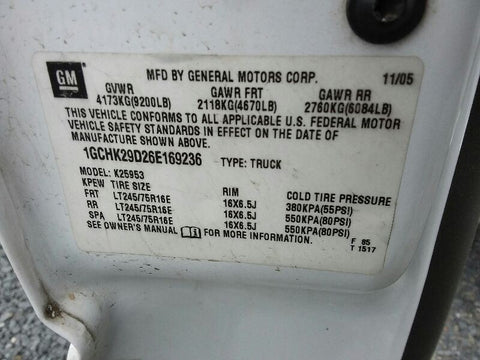 GM
MFD BY GENERAL MOTORS CORP. 11/05
GVWR GAWR FRT GAWR RR
4173KG(9200LB) 2118KG(4670LB) 2760KG(6084LB)
THIS VEHICLE CONFORMS TO ALL APPLICABLE U.S. FEDERAL MOTOR
VEHICLE SAFETY STANDARDS IN EFFECT ON THE DATE OF
MANUFACTURE SHOWN ABOVE.
1GCHK29D26E169236 TYPE: TRUCK
MODEL: K25953
KPEW TIRE SIZE RIM COLD TIRE PRESSURE
FRT LT245/75R16E 16X6.5J 380KPA(55PSI)
RR LT245/75R16E 16X6.5J 550KPA(80PSI)
SPA LT245/75R16E 16X6.5J 550KPA(80PSI)
SEE OWNER'S MANUAL FOR MORE INFORMATION.
F 85
T 1517